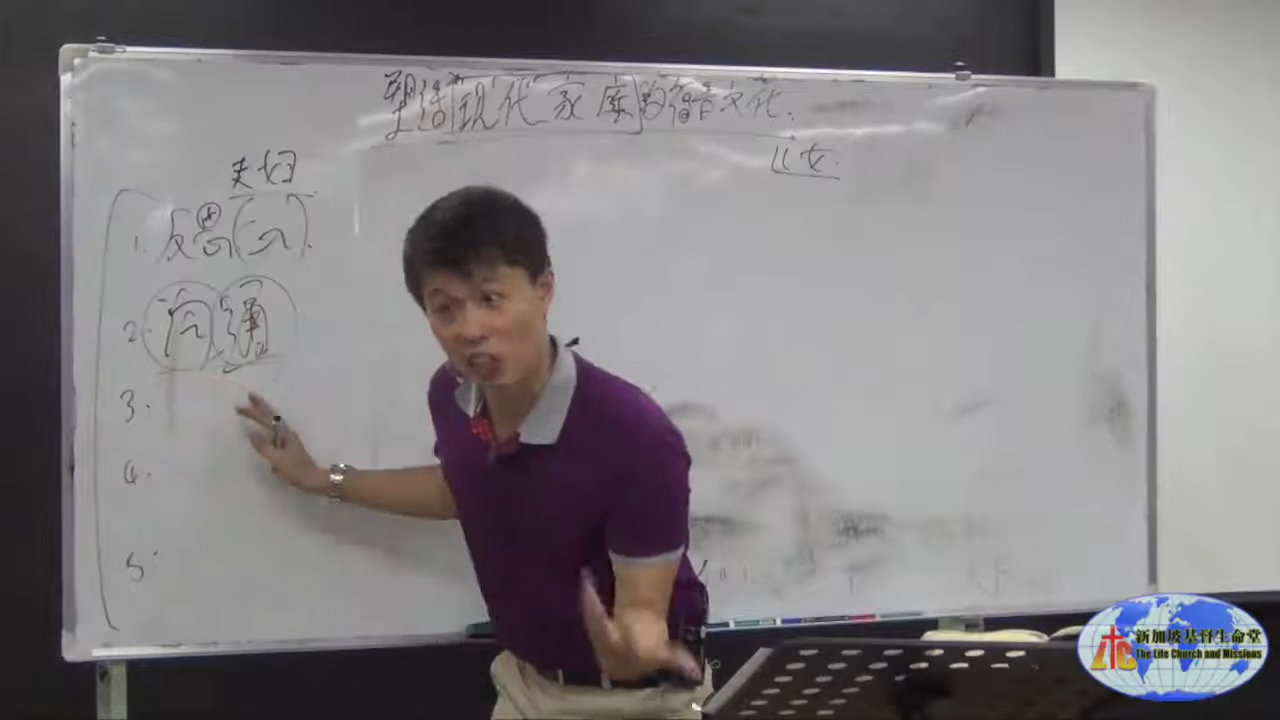 塑造现代家庭的福音文化.
夫妇
1. 反思
2. 沟通
3.
4.
5
新加坡基督生命堂
The Life Church and Missions